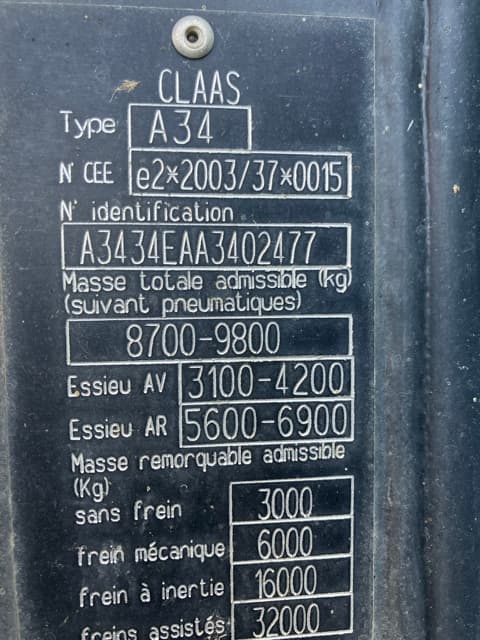 CLAAS
Type A34
N° CEE e2*2003/37*0015
N° identification
A3434EAA3402477
Masse totale admissible (kg)
(suivant pneumatiques)
8700-9800
Essieu AV 3100-4200
Essieu AR 5600-6900
Masse remorquable admissible
(Kg)
sans frein 3000
frein mécanique 6000
frein à inertie 16000
freins assistés 32000